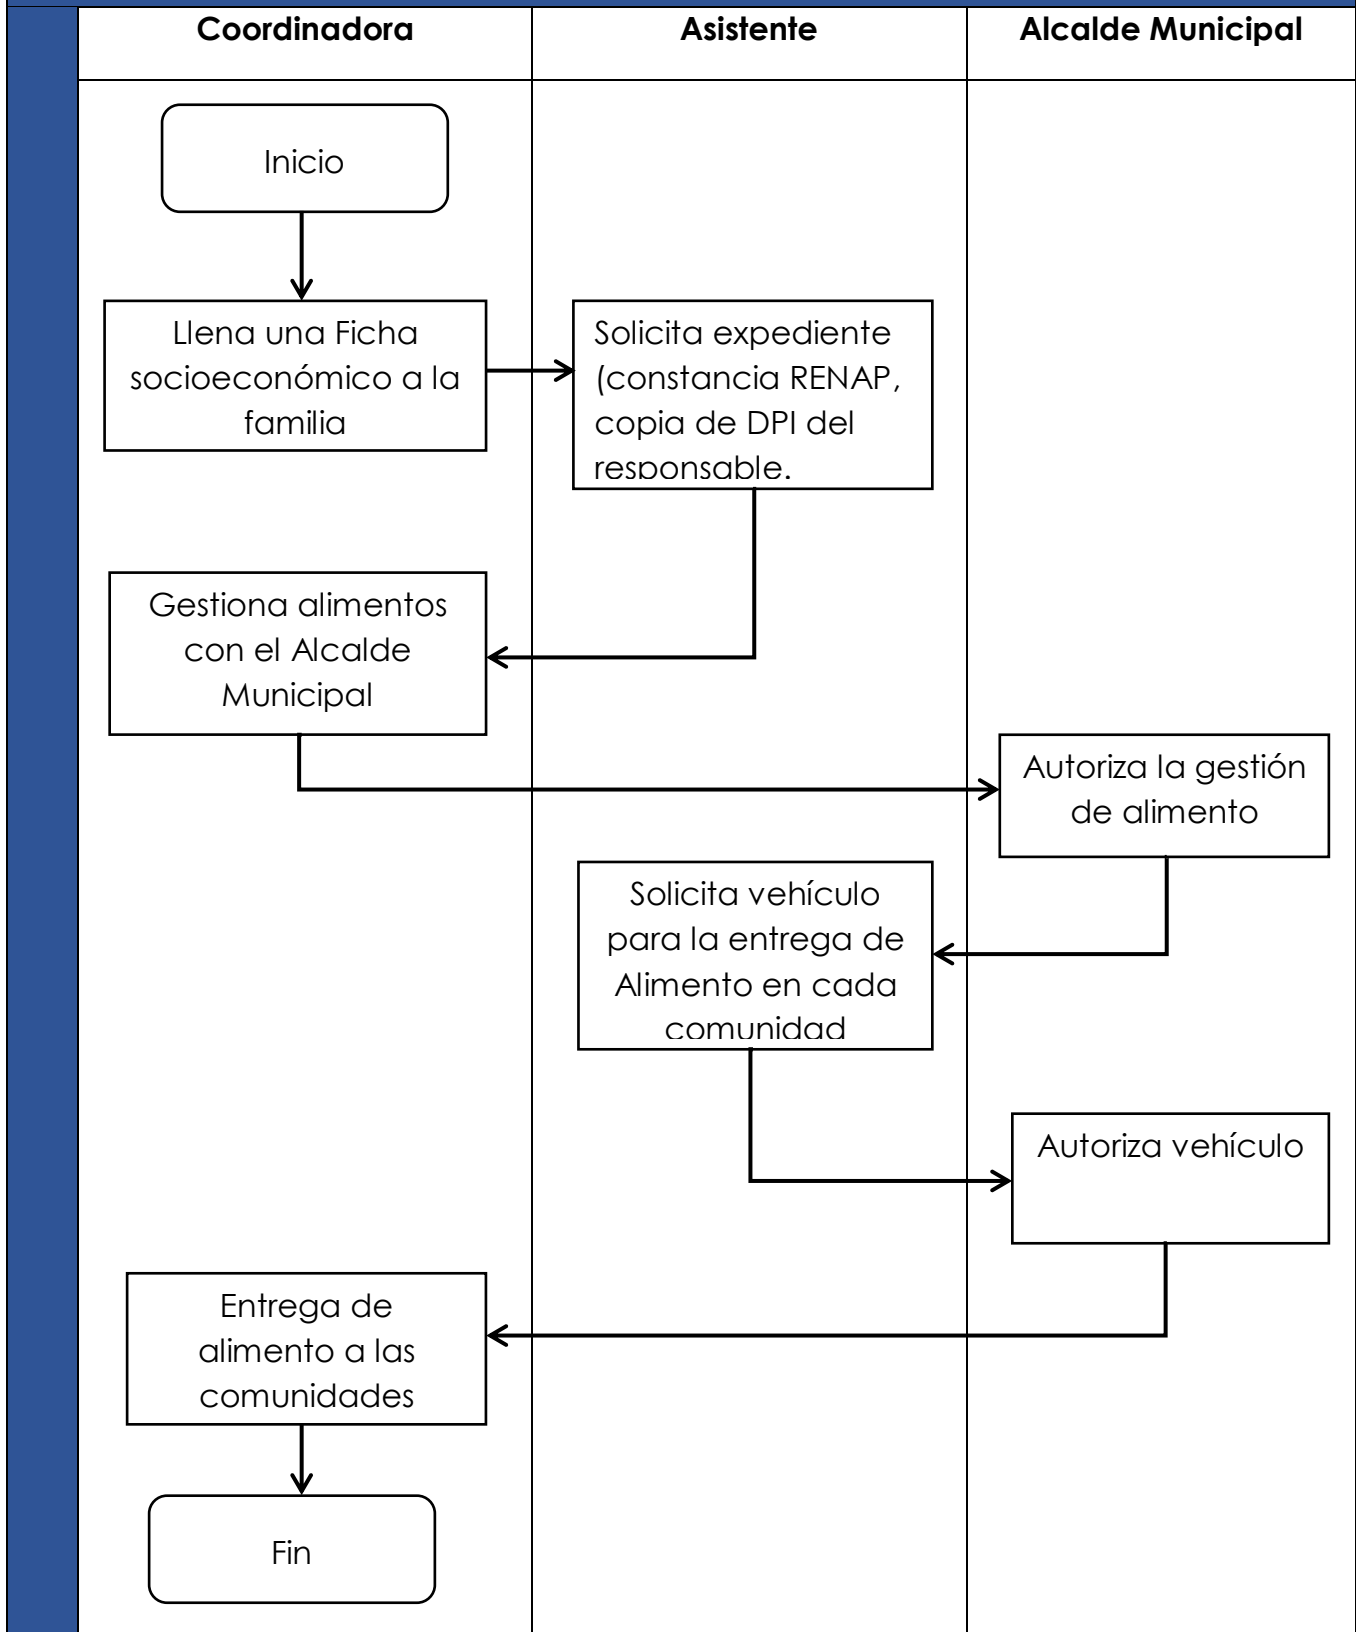 Coordinadora
Asistente
Alcalde Municipal
Inicio
Llena una Ficha
socioeconómico a la
familia
Solicita expediente
(constancia RENAP,
copia de DPI del
responsable.
Gestiona alimentos
con el Alcalde
Municipal
Autoriza la gestión
de alimento
Solicita vehículo
para la entrega de
Alimento en cada
comunidad
Autoriza vehículo
Entrega de
alimento a las
comunidades
Fin